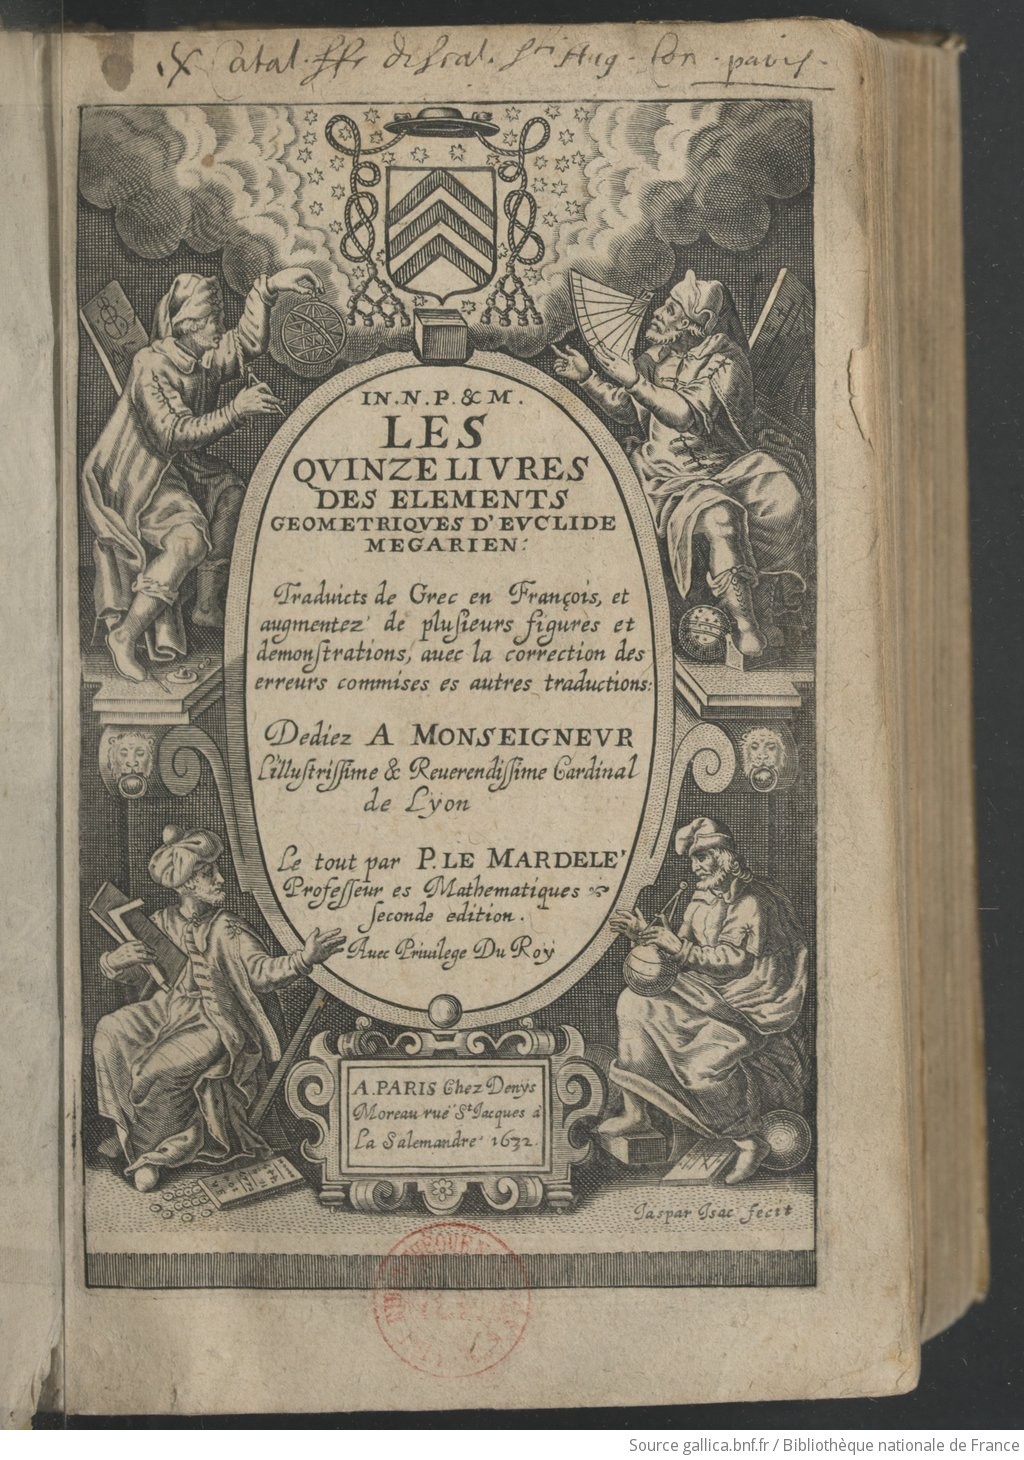 IN. N. P. & M.
LES
QVINZE LIVRES
DES ELEMENTS
GEOMETRIQVES D'EVCLIDE
MEGARIEN:
Traduicts de Grec en François, et
augmentez de plusieurs figures et
demonstrations, auec la correction des
erreurs commises es autres traductions:
Dediez A MONSEIGNEVR
L'illustrissime & Reuerendissime Cardinal
de Lyon
Le tout par P. LE MARDELE'
Professeur es Mathematiques
seconde edition.
Auec Priuilege Du Roy
A. PARIS Chez Denys
Moreau rue St Jacques a
La Salemandre 1632.
Jaspar Jsac fecit
Source gallica.bnf.fr / Bibliothèque nationale de France